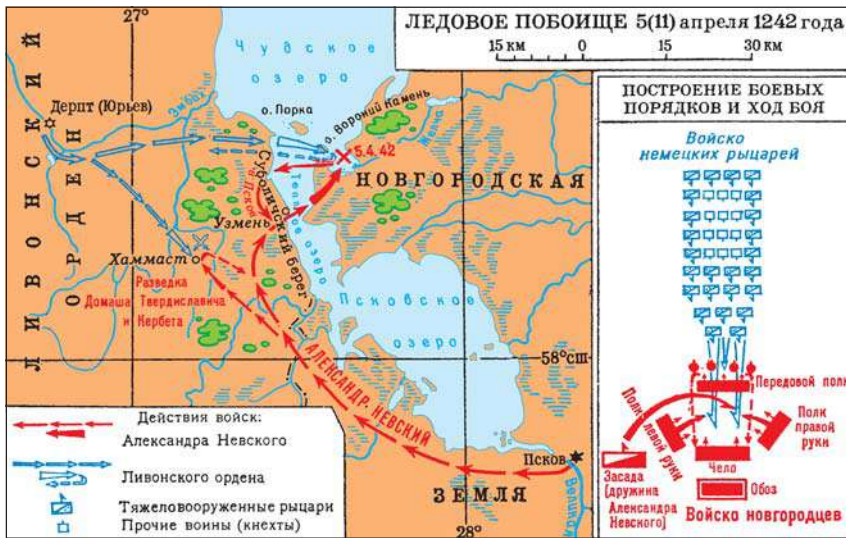 ЛЕДОВОЕ ПОБОИЩЕ 5(11) апреля 1242 года
15 КМ 0 15 30 КМ
27°
Чудское
озеро
Эмбах
Дерпт (Юрьев)
о. Порка
о. Вороний Камень
Желча
5.4.42
ЛИВОНСКИЙ
ОРДЕН
НОВГОРОДСКАЯ
Суболичский берег
Теплое озеро
в Псков
Узмень
Хаммаст
Разведка
Домаша Твердиславича
и Кербета
Псковское
озеро
58°сш
АЛЕКСАНДР НЕВСКИЙ
Псков
Великая
ЗЕМЛЯ
28°
Действия войск:
Александра Невского
Ливонского ордена
Тяжеловооруженные рыцари
Прочие воины (кнехты)
ПОСТРОЕНИЕ БОЕВЫХ
ПОРЯДКОВ И ХОД БОЯ
Войско
немецких рыцарей
Передовой полк
Полк
левой руки
Полк
правой
руки
Чело
Засада
(дружина
Александра
Невского)
Обоз
Войско новгородцев